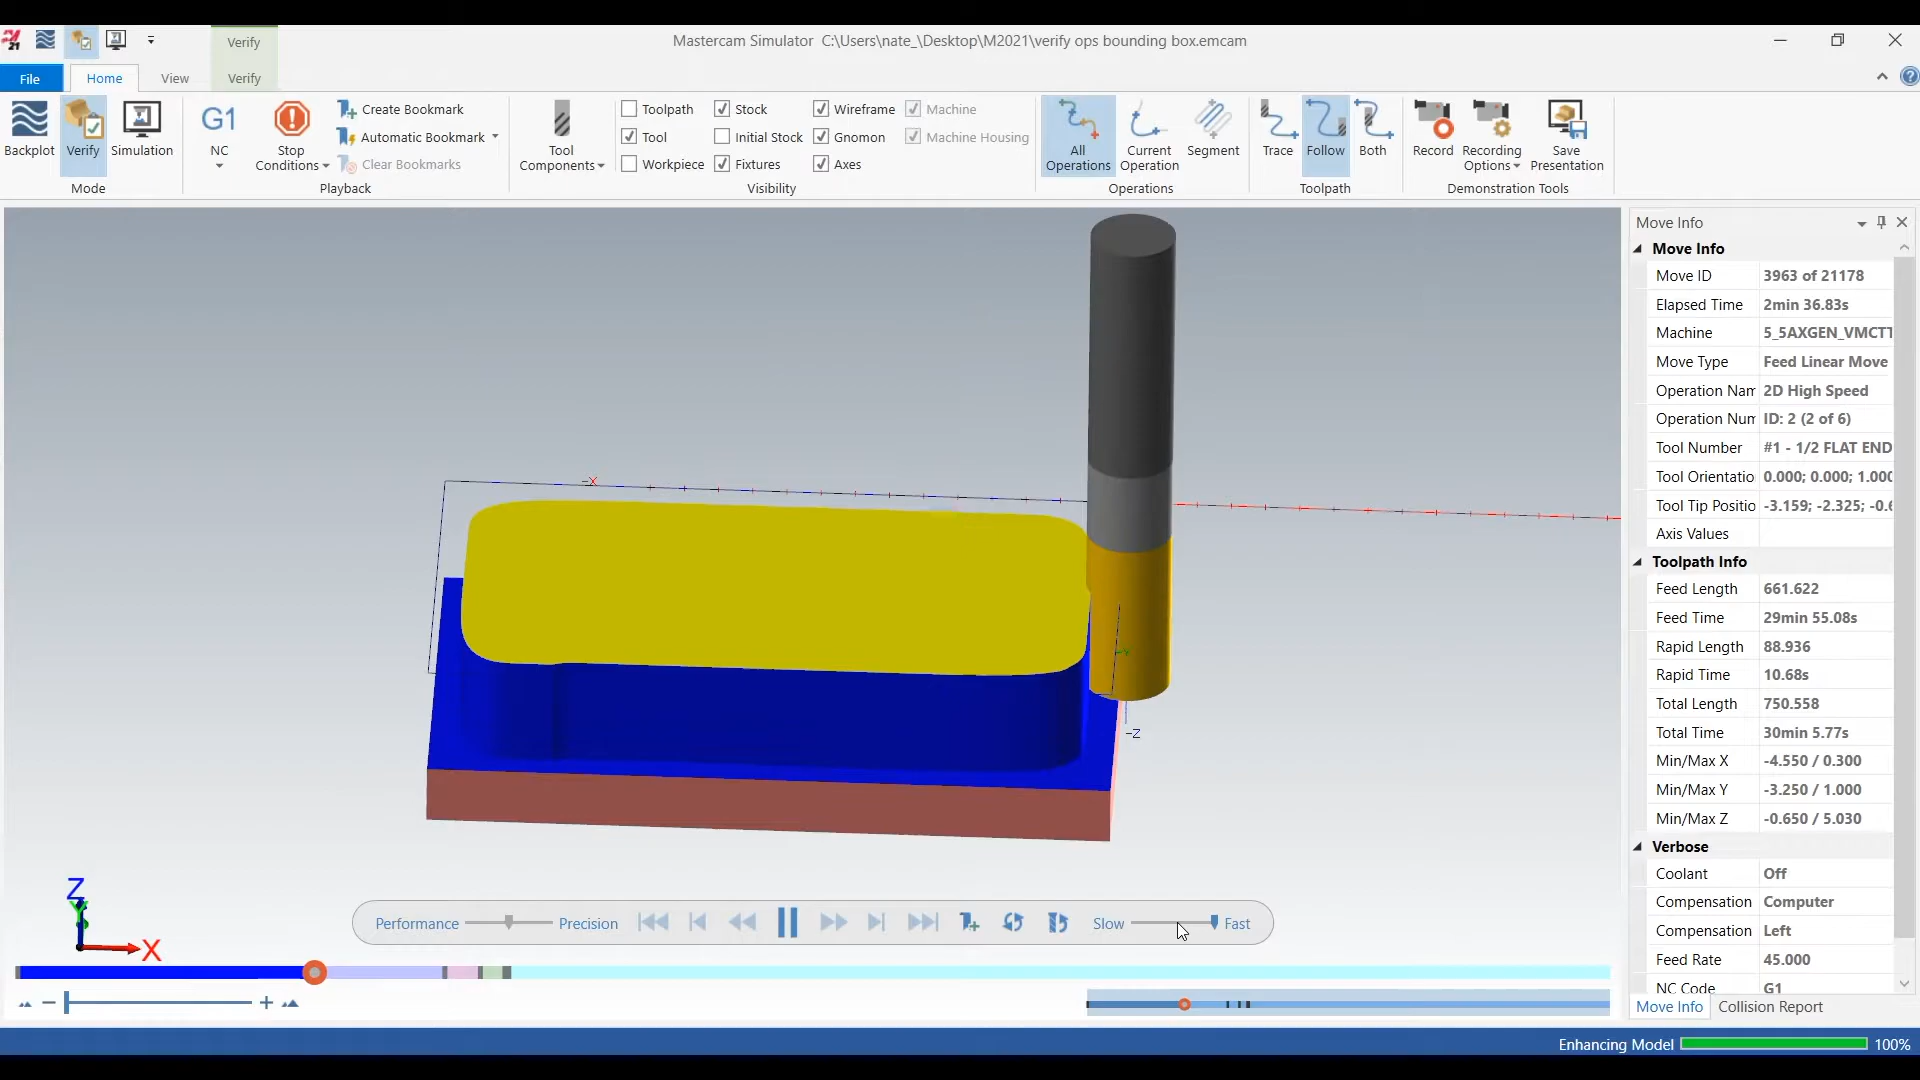 21
Verify
Mastercam Simulator C:\Users\nate_\Desktop\M2021\verify ops bounding box.emcam
File
Home
View
Verify
Backplot
Verify
Simulation
Mode
G1
NC
Stop
Conditions
Create Bookmark
Automatic Bookmark
Clear Bookmarks
Playback
Tool
Components
Toolpath
Tool
Workpiece
Stock
Initial Stock
Fixtures
Wireframe
Gnomon
Axes
Machine
Machine Housing
Visibility
All
Operations
Current
Operation
Segment
Operations
Trace
Follow
Both
Toolpath
Record
Recording
Options
Save
Presentation
Demonstration Tools
Move Info
Move Info
Move ID 3963 of 21178
Elapsed Time 2min 36.83s
Machine 5_5AXGEN_VMCTT
Move Type Feed Linear Move
Operation Nam 2D High Speed
Operation Num ID: 2 (2 of 6)
Tool Number #1 - 1/2 FLAT END
Tool Orientatio 0.000; 0.000; 1.000
Tool Tip Positio -3.159; -2.325; -0.6
Axis Values
Toolpath Info
Feed Length 661.622
Feed Time 29min 55.08s
Rapid Length 88.936
Rapid Time 10.68s
Total Length 750.558
Total Time 30min 5.77s
Min/Max X -4.550 / 0.300
Min/Max Y -3.250 / 1.000
Min/Max Z -0.650 / 5.030
Verbose
Coolant Off
Compensation Computer
Compensation Left
Feed Rate 45.000
NC Code G1
Move Info Collision Report
-X
-Z
Z
Y
X
Performance Precision Slow Fast
Enhancing Model 100%